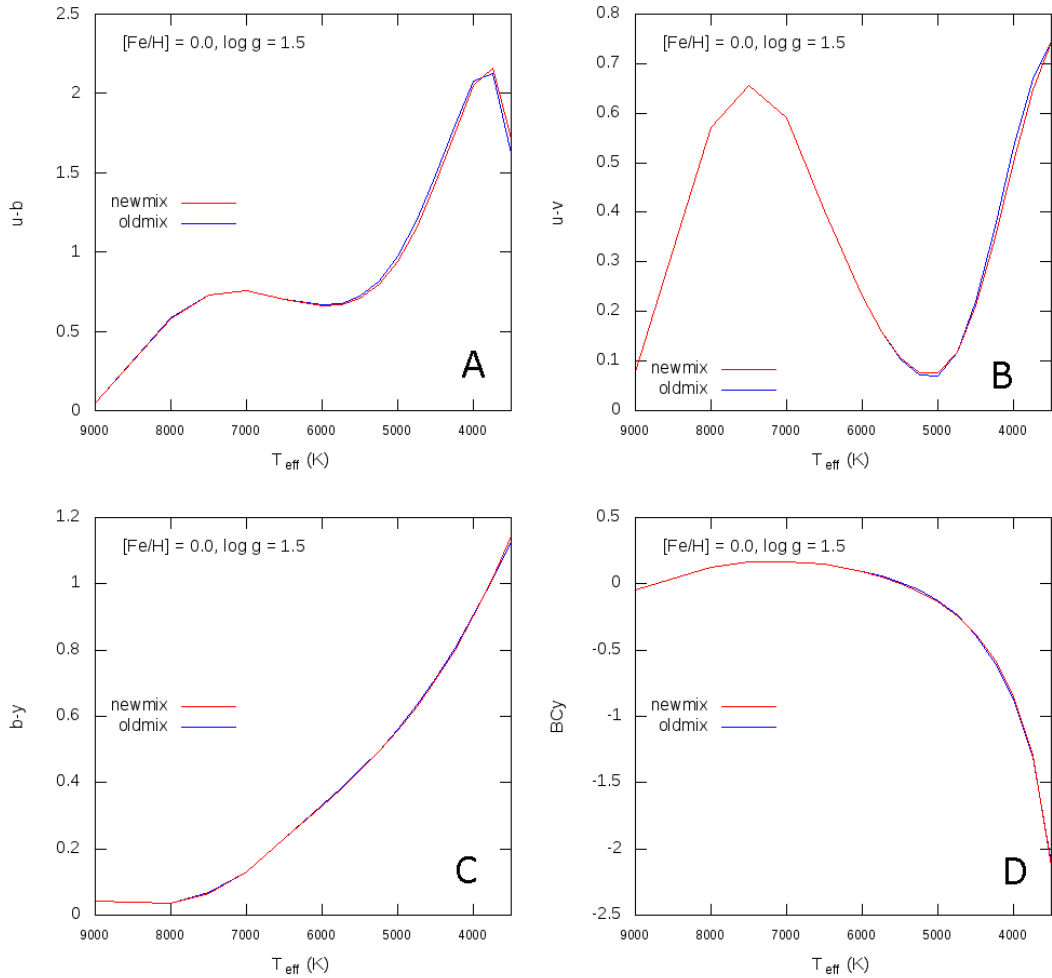 2.5
2
1.5
1
0.5
0
u-b
[Fe/H] = 0.0, log g = 1.5
newmix
oldmix
A
9000 8000 7000 6000 5000 4000
T eff (K)
0.8
0.7
0.6
0.5
0.4
0.3
0.2
0.1
0
u-v
[Fe/H] = 0.0, log g = 1.5
newmix
oldmix
B
9000 8000 7000 6000 5000 4000
T eff (K)
1.2
1
0.8
0.6
0.4
0.2
0
b-y
[Fe/H] = 0.0, log g = 1.5
newmix
oldmix
C
9000 8000 7000 6000 5000 4000
T eff (K)
0.5
0
-0.5
-1
-1.5
-2
-2.5
BCy
[Fe/H] = 0.0, log g = 1.5
newmix
oldmix
D
9000 8000 7000 6000 5000 4000
T eff (K)